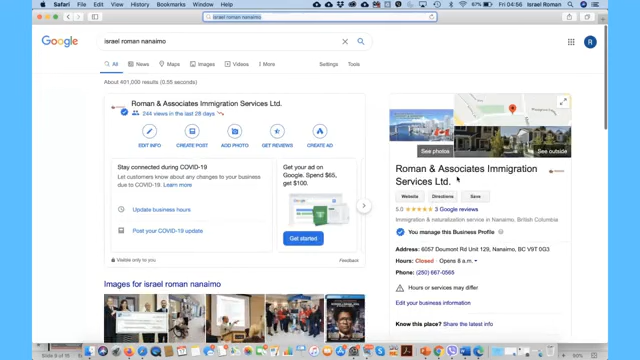 Safari File Edit View History Bookmarks Window Help
67% Fri 04:56 Israel Roman
israel roman nanaimo
Google
israel roman nanaimo
R
All News Maps Images Videos More Settings Tools
About 401,000 results (0.55 seconds)
Roman & Associates Immigration Services Ltd.
244 views in the last 28 days
EDIT INFO CREATE POST ADD PHOTO GET REVIEWS CREATE AD
Stay connected during COVID-19
Let customers know about any changes to your business
due to COVID-19. Learn more
Update business hours
Post your COVID-19 update
Get your ad on
Google. Spend $65,
get $100.
Get started
Visible only to you
Feedback
Images for israel roman nanaimo
See photos
See outside
Roman & Associates Immigration
Services Ltd.
Website Directions Save
5.0 3 Google reviews
Immigration & naturalization service in Nanaimo, British Columbia
You manage this Business Profile
Address: 6057 Doumont Rd Unit 129, Nanaimo, BC V9T 0G3
Hours: Closed · Opens 8 a.m.
Phone: (250) 667-0565
Hours or services may differ
Edit your business information
Know this place? Share the latest info
60%